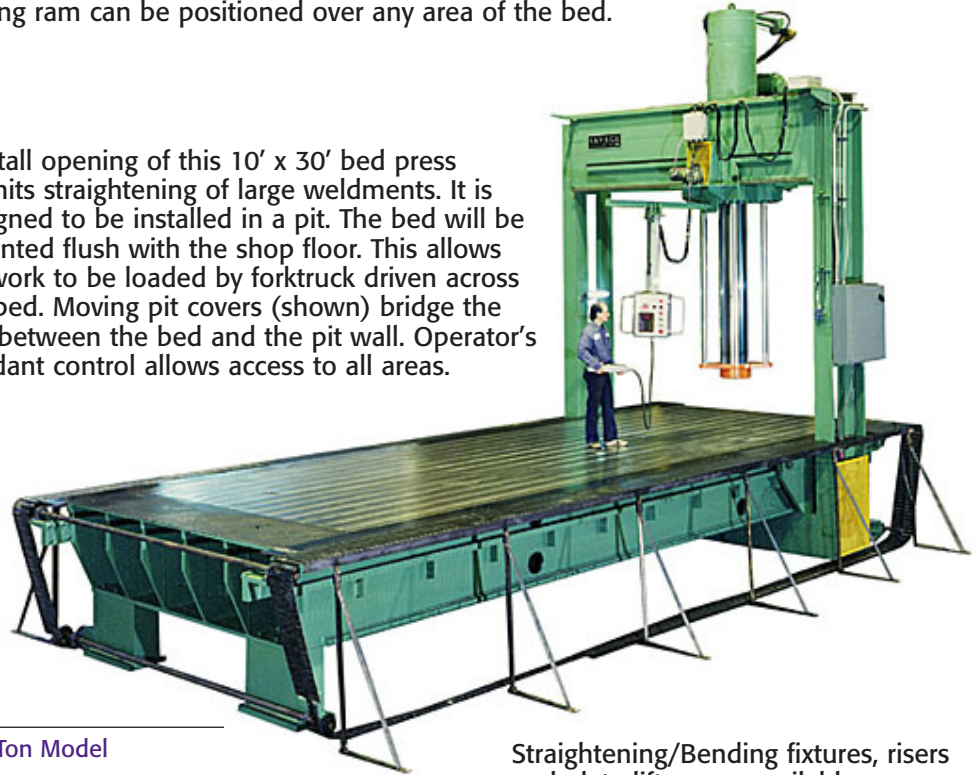 ng ram can be positioned over any area of the bed.
tall opening of this 10′ x 30′ bed press
nits straightening of large weldments. It is
gned to be installed in a pit. The bed will be
nted flush with the shop floor. This allows
work to be loaded by forktruck driven across
bed. Moving pit covers (shown) bridge the
between the bed and the pit wall. Operator’s
dant control allows access to all areas.
Ton Model
Straightening/Bending fixtures, risers